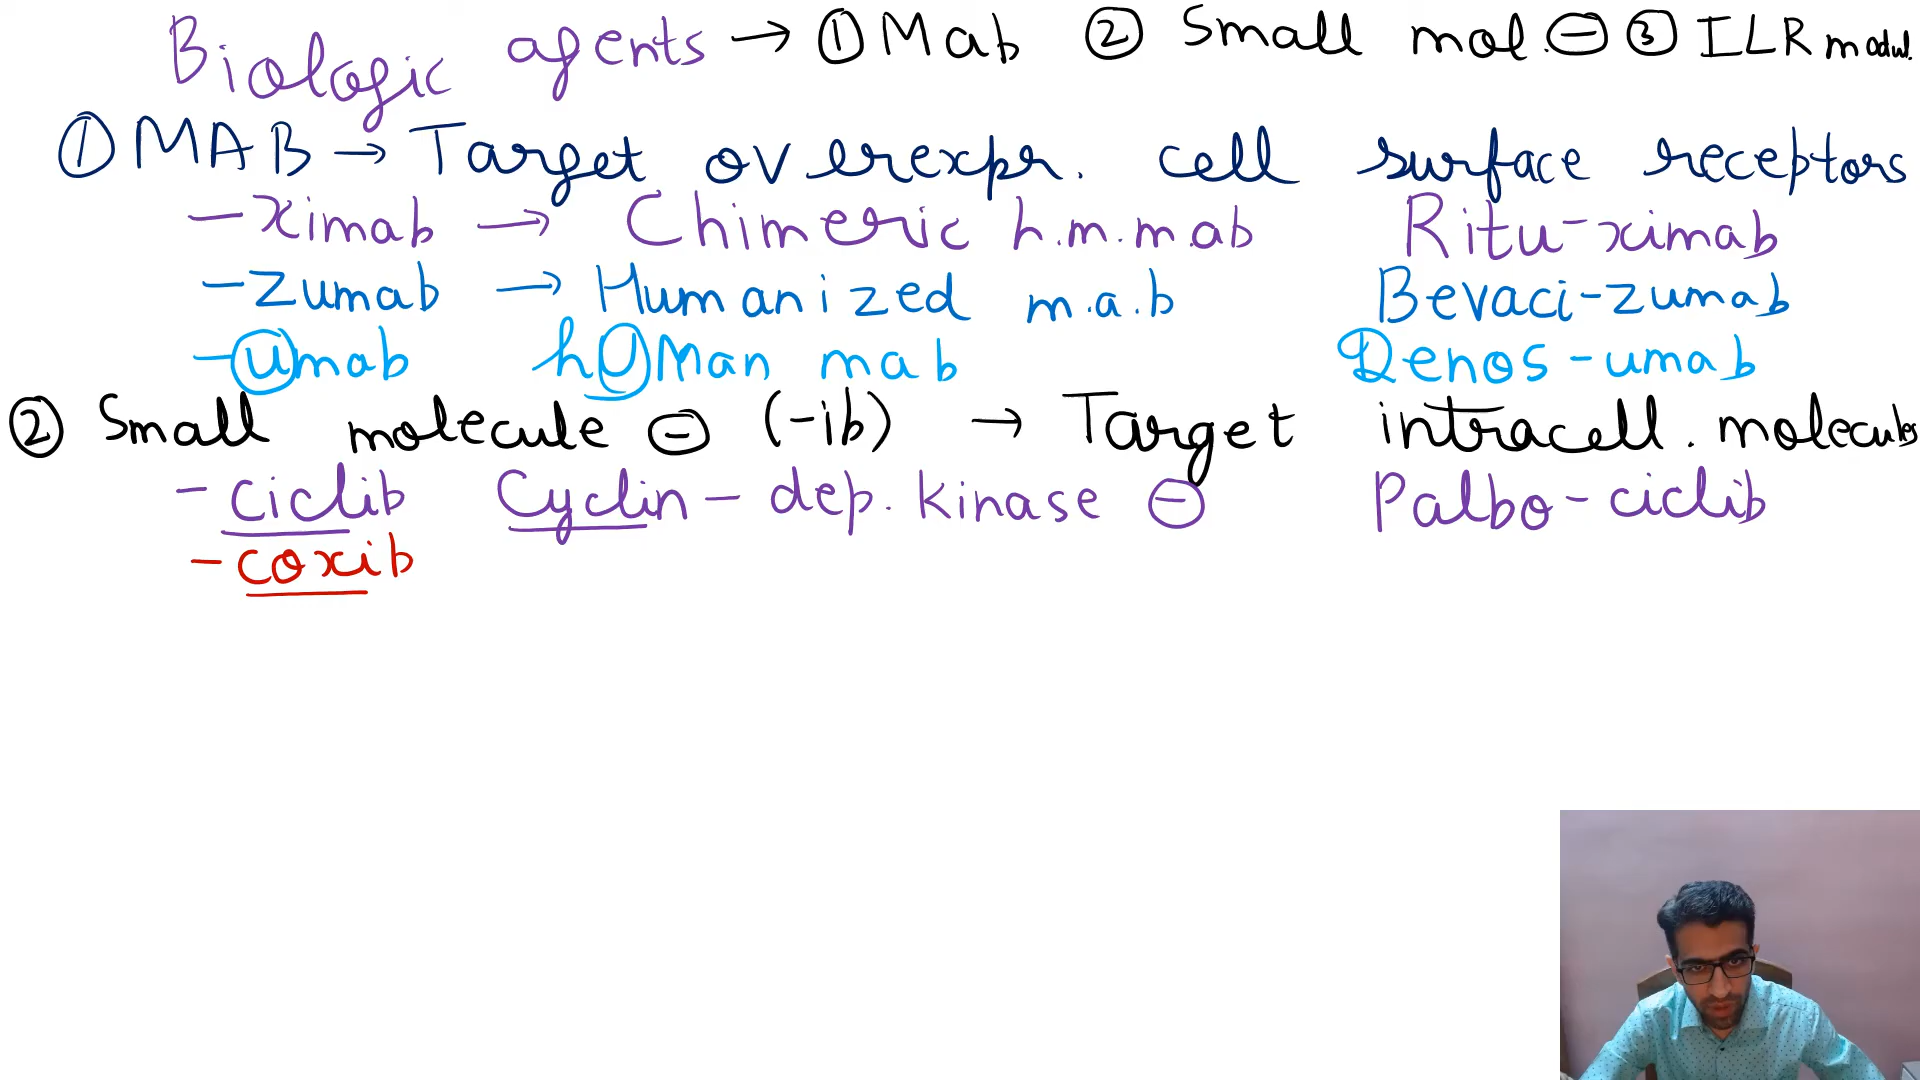 Biologic agents → ① Mab ② Small mol. ⊖ ③ ILR modul.
① MAB → Target overexpr. cell surface receptors
-ximab → Chimeric h.m.m.ab Ritu-ximab
-zumab → Humanized m.a.b Bevaci-zumab
-umab hUMan mab Denos-umab
② Small molecule ⊖ (-ib) → Target intracell. molecules
-ciclib Cyclin-dep. kinase ⊖ Palbo-ciclib
-coxib